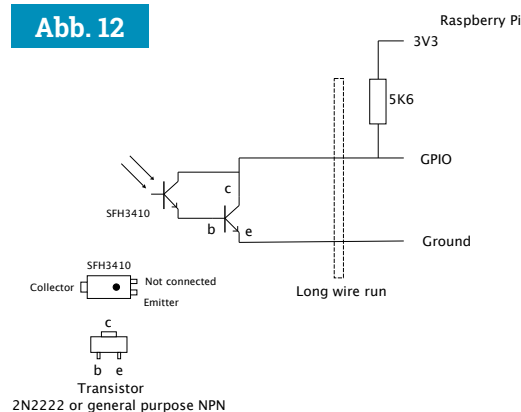 Abb. 12
Raspberry Pi
3V3
5K6
GPIO
c
SFH3410
b
e
Ground
SFH3410
Collector
Not connected
Emitter
Long wire run
c
b e
Transistor
2N2222 or general purpose NPN